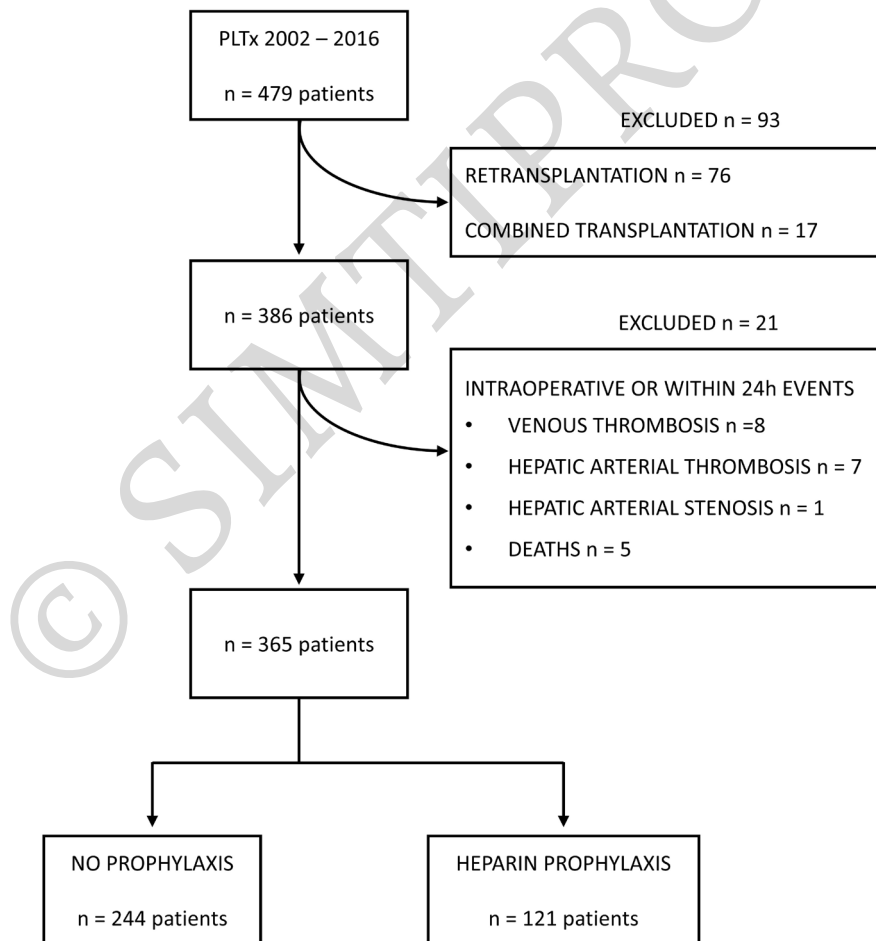 PLTx 2002 – 2016
n = 479 patients
EXCLUDED n = 93
RETRANSPLANTATION n = 76
COMBINED TRANSPLANTATION n = 17
n = 386 patients
EXCLUDED n = 21
INTRAOPERATIVE OR WITHIN 24h EVENTS
• VENOUS THROMBOSIS n =8
• HEPATIC ARTERIAL THROMBOSIS n = 7
• HEPATIC ARTERIAL STENOSIS n = 1
• DEATHS n = 5
n = 365 patients
NO PROPHYLAXIS
n = 244 patients
HEPARIN PROPHYLAXIS
n = 121 patients
© SIMTIPRO